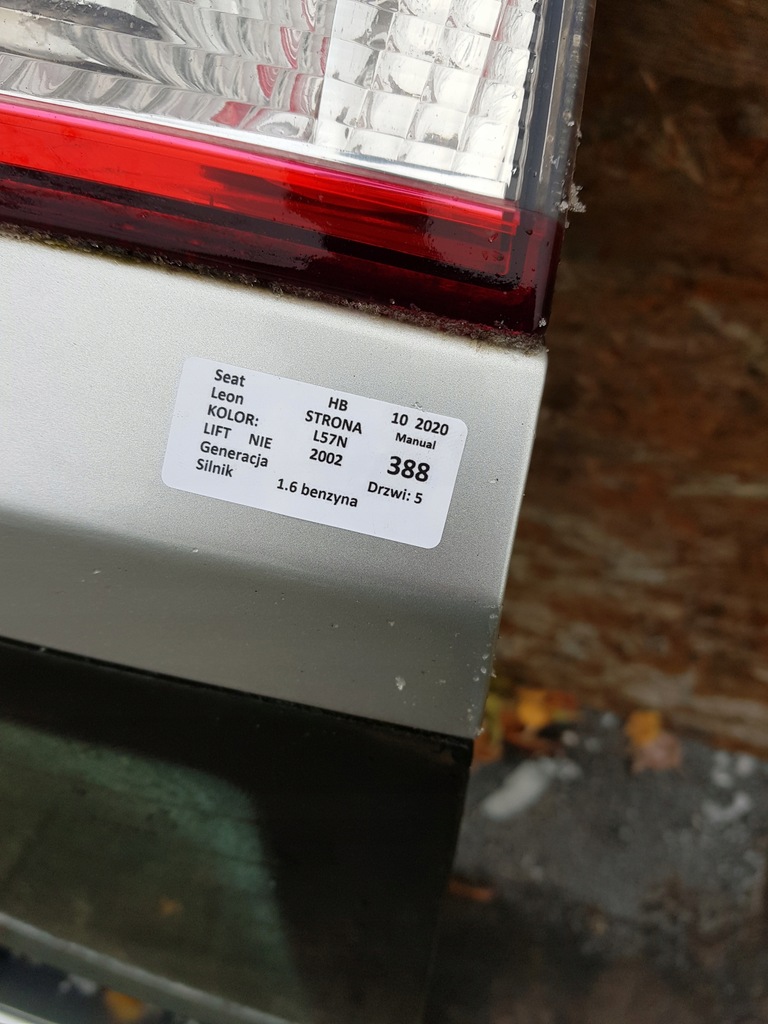 Seat HB 10 2020
Leon STRONA Manual
KOLOR: L57N
LIFT NIE 2002 388
Generacja Drzwi: 5
Silnik 1.6 benzyna